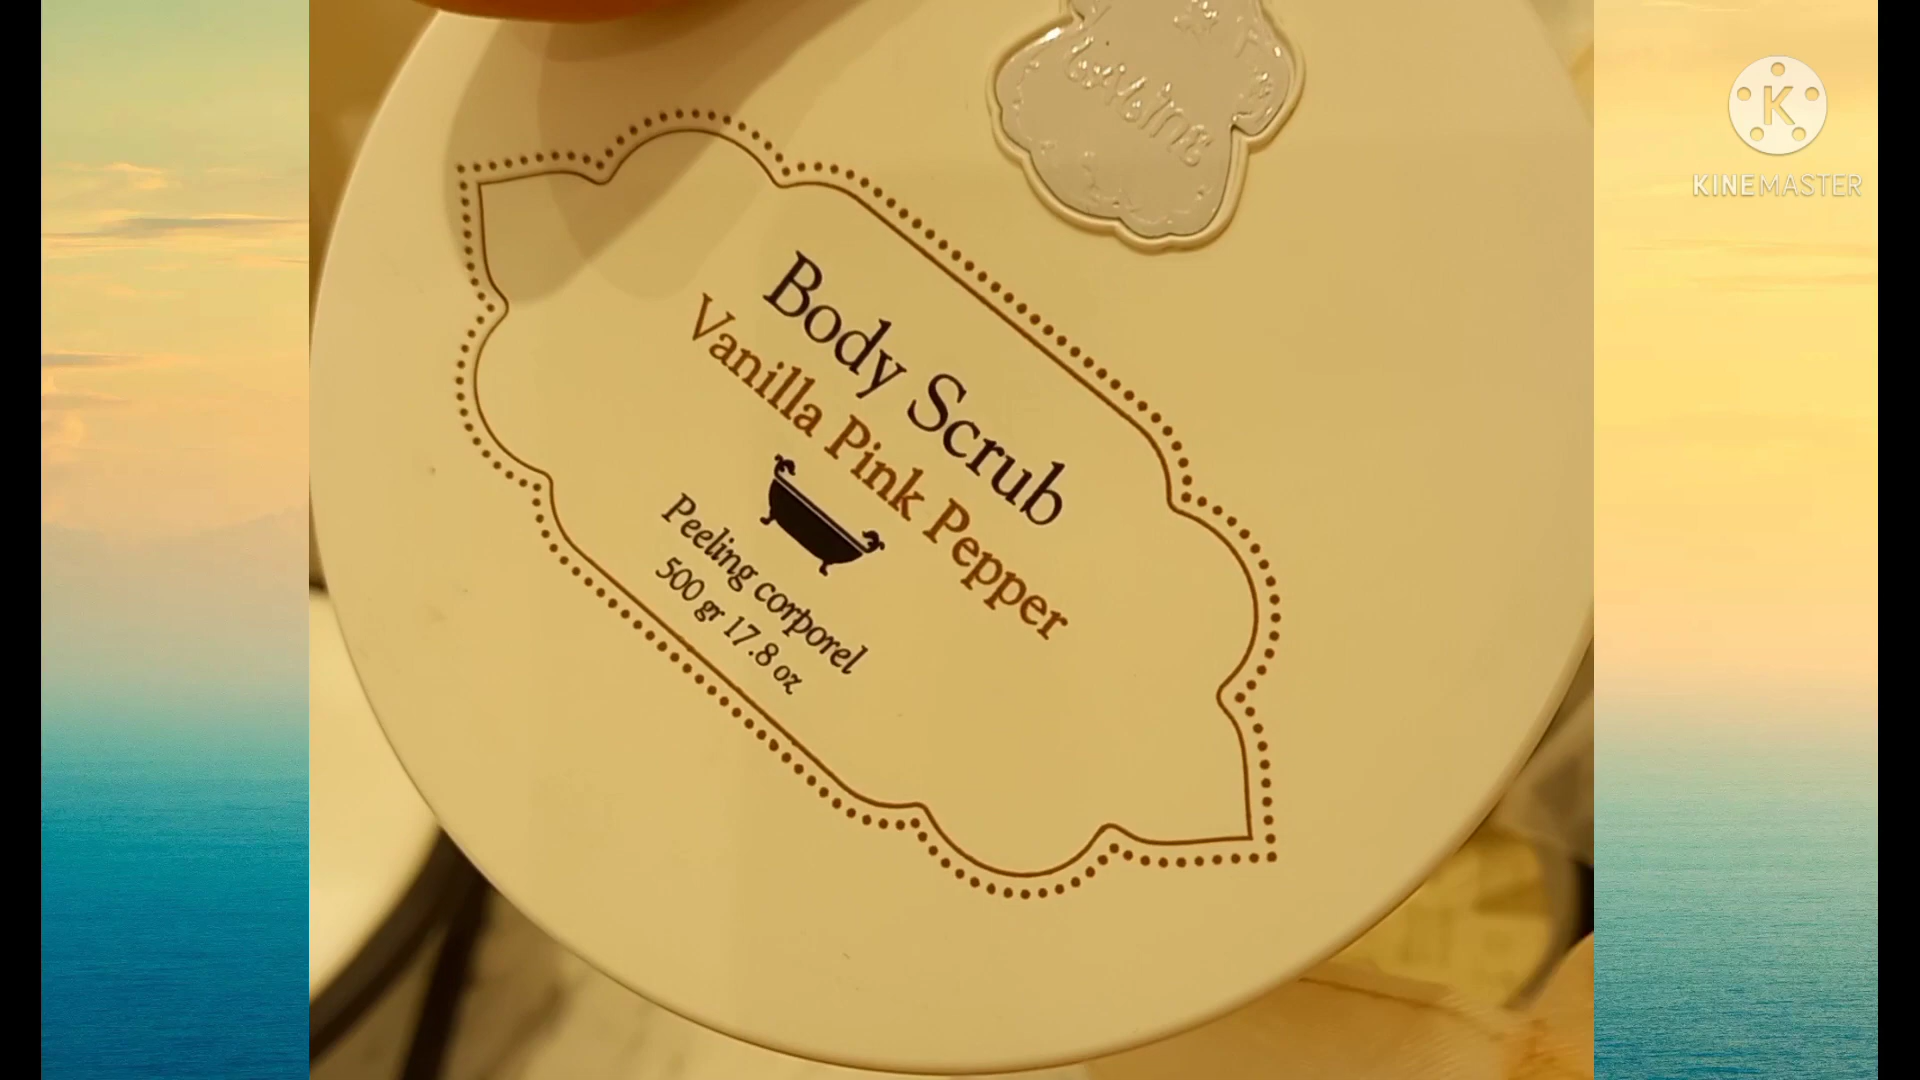 Body Scrub
Vanilla Pink Pepper
Peeling corporel
500 gr 17.8 oz
K
KINEMASTER